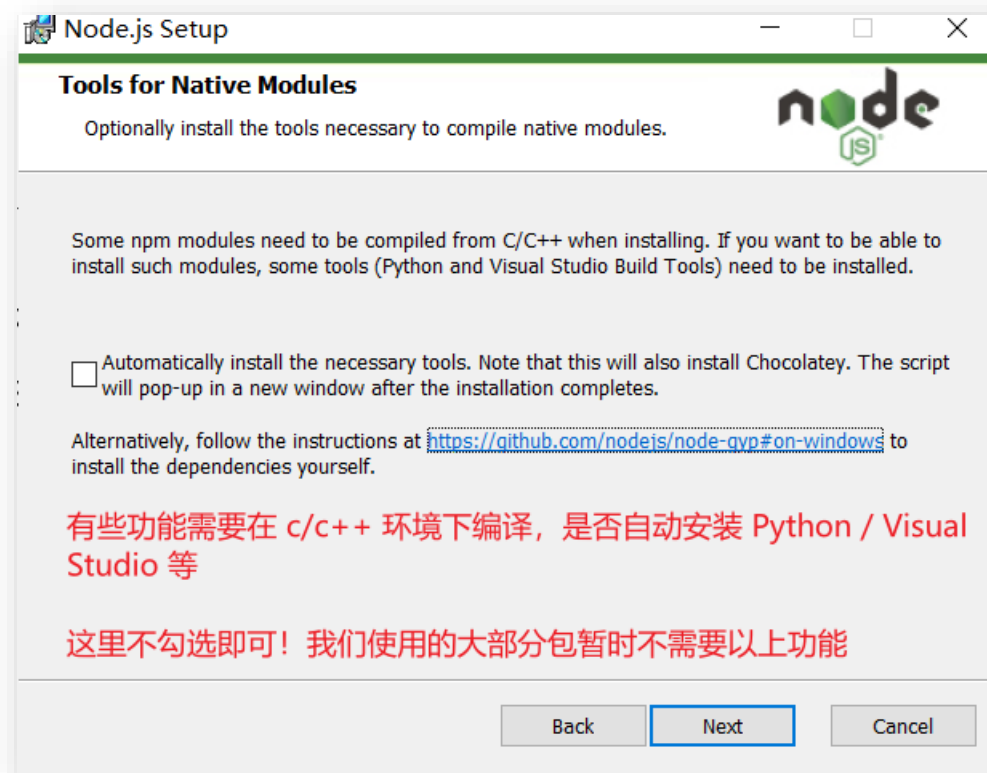 Node.js Setup
Tools for Native Modules
Optionally install the tools necessary to compile native modules.
node
JS
Some npm modules need to be compiled from C/C++ when installing. If you want to be able to
install such modules, some tools (Python and Visual Studio Build Tools) need to be installed.
Automatically install the necessary tools. Note that this will also install Chocolatey. The script
will pop-up in a new window after the installation completes.
Alternatively, follow the instructions at https://github.com/nodejs/node-gyp#on-windows to
install the dependencies yourself.
有些功能需要在 c/c++ 环境下编译，是否自动安装 Python / Visual
Studio 等
这里不勾选即可！我们使用的大部分包暂时不需要以上功能
Back
Next
Cancel